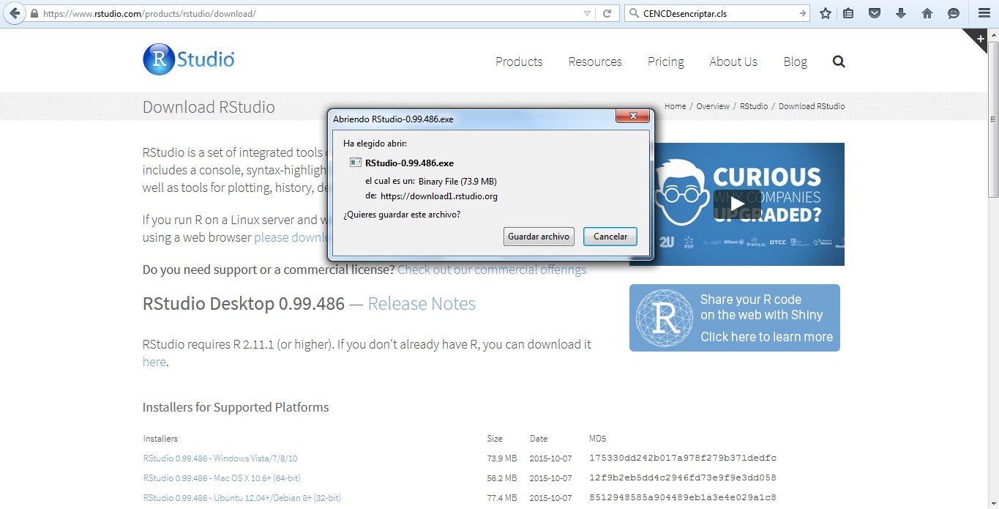 https://www.rstudio.com/products/rstudio/download/
CENCDesencriptar.cls
R Studio
Products
Resources
Pricing
About Us
Blog
Download RStudio
Home / Overview / RStudio / Download RStudio
Abriendo RStudio-0.99.486.exe
Ha elegido abrir:
RStudio-0.99.486.exe
el cual es un: Binary File (73.9 MB)
de: https://download1.rstudio.org
¿Quieres guardar este archivo?
Guardar archivo
Cancelar
RStudio is a set of integrated tools
includes a console, syntax-highligh
well as tools for plotting, history, de
If you run R on a Linux server and w
using a web browser please downl
Do you need support or a commercial license? Check out our commercial offerings
CURIOUS
WHY COMPANIES
UPGRADED?
2U
edf
Allianz
Brainy.ac
DTCC
RStudio Desktop 0.99.486 — Release Notes
Share your R code
on the web with Shiny
Click here to learn more
R
RStudio requires R 2.11.1 (or higher). If you don't already have R, you can download it
here.
Installers for Supported Platforms
Installers Size Date MD5
RStudio 0.99.486 - Windows Vista/7/8/10 73.9 MB 2015-10-07 175330dd242b017a978f279b371dedfc
RStudio 0.99.486 - Mac OS X 10.6+ (64-bit) 56.2 MB 2015-10-07 12f9b2eb5dd4c2946fd73e9f9e3dd058
RStudio 0.99.486 - Ubuntu 12.04+/Debian 8+ (32-bit) 77.4 MB 2015-10-07 8512948585a904489eb1a3e4e029a1c8